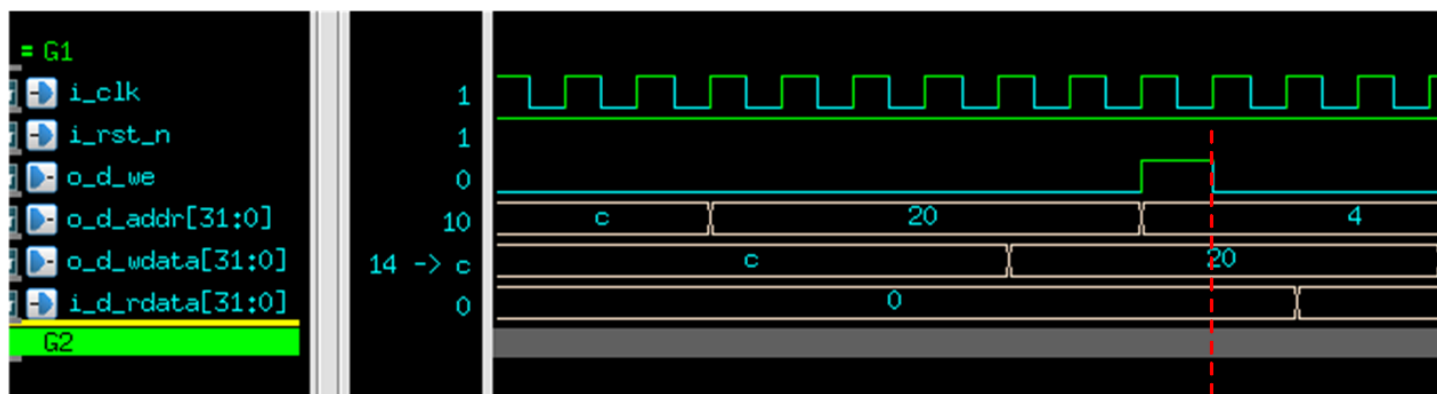 = G1
i_clk 1
i_rst_n 1
o_d_we 0
o_d_addr[31:0] 10 c 20 4
o_d_wdata[31:0] 14 -> c c 20
i_d_rdata[31:0] 0 0
G2